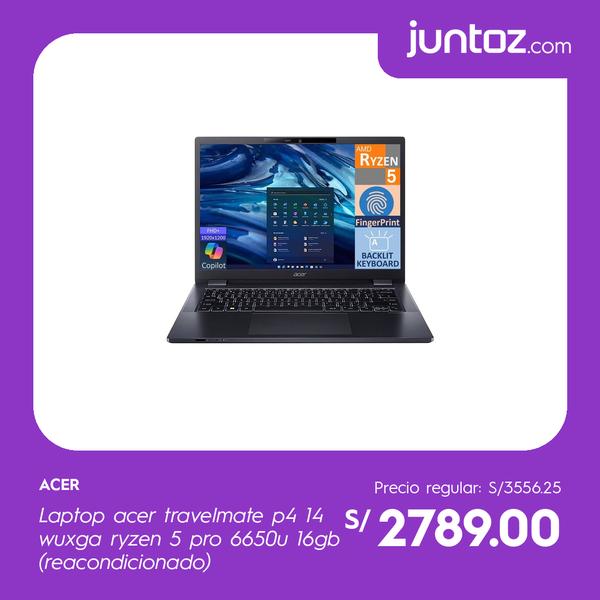 juntoz.com
AMD
RYZEN
5
FingerPrint
A
BACKLIT
KEYBOARD
FHD+
1920x1200
Copilot
acer
ACER
Laptop acer travelmate p4 14
wuxga ryzen 5 pro 6650u 16gb
(reacondicionado)
Precio regular: S/3556.25
S/ 2789.00